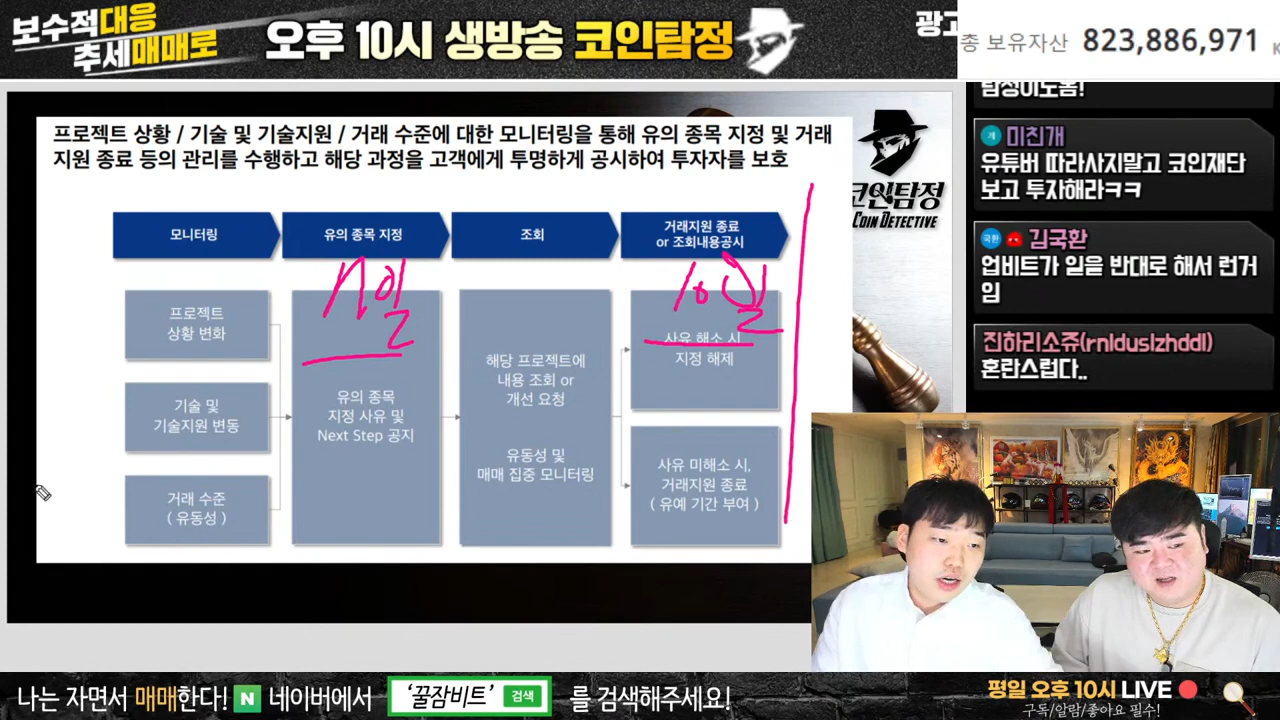 보수적대응
추세매매로
오후 10시 생방송 코인탐정
광고
총 보유자산 823,886,971
탐정이도옴!
프로젝트 상황 / 기술 및 기술지원 / 거래 수준에 대한 모니터링을 통해 유의 종목 지정 및 거래
지원 종료 등의 관리를 수행하고 해당 과정을 고객에게 투명하게 공시하여 투자자를 보호
코인탐정
COIN DETECTIVE
모니터링
유의 종목 지정
조회
거래지원 종료
or 조회내용공시
프로젝트
상황 변화
기술 및
기술지원 변동
거래 수준
( 유동성 )
유의 종목
지정 사유 및
Next Step 공지
해당 프로젝트에
내용 조회 or
개선 요청
유동성 및
매매 집중 모니터링
10일
사유 해소 시
지정 해제
사유 미해소 시,
거래지원 종료
( 유예 기간 부여 )
개 미친개
유튜버 따라사지말고 코인재단
보고 투자해라ㅋㅋ
국환 김국환
업비트가 일을 반대로 해서 런거
임
진하리소쥬(rnlduslzhddl)
혼란스럽다..
나는 자면서 매매한다! N 네이버에서 '꿀잠비트' 검색 를 검색해주세요!
평일 오후 10시 LIVE
구독/알람/좋아요 필수!